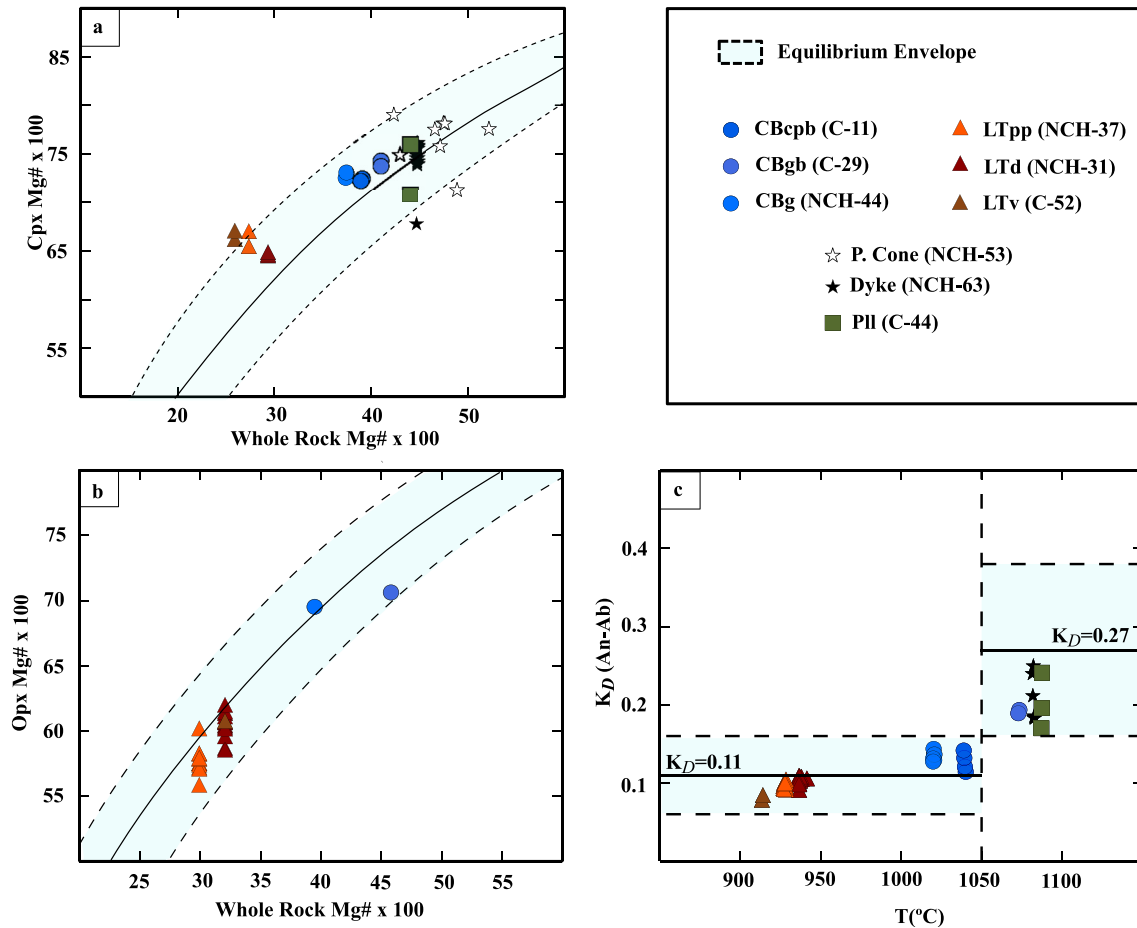 a
85
75
65
55
Cpx Mg# x 100
20
30
40
50
Whole Rock Mg# x 100
Equilibrium Envelope
CBcpb (C-11)
LTpp (NCH-37)
CBgb (C-29)
LTd (NCH-31)
CBg (NCH-44)
LTv (C-52)
P. Cone (NCH-53)
Dyke (NCH-63)
Pll (C-44)
b
75
70
65
60
55
Opx Mg# x 100
25
30
35
40
45
50
55
Whole Rock Mg# x 100
c
0.4
0.3
0.2
0.1
KD (An-Ab)
KD=0.27
KD=0.11
900
950
1000
1050
1100
T(ºC)